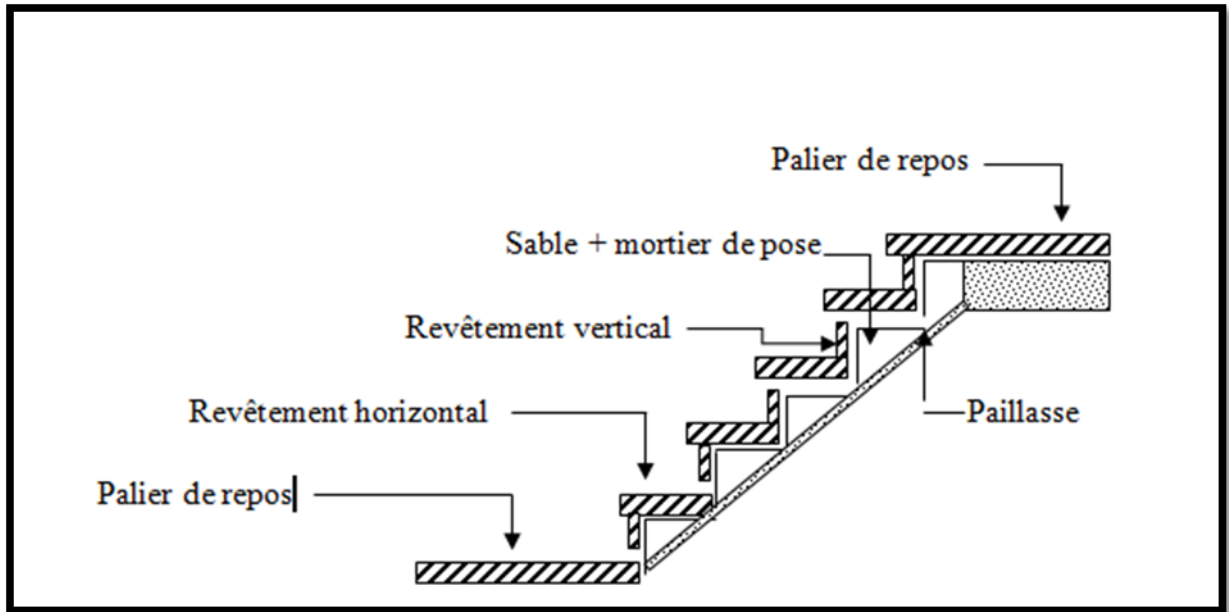 Palier de repos
Sable + mortier de pose
Revêtement vertical
Revêtement horizontal
Paillasse
Palier de repos